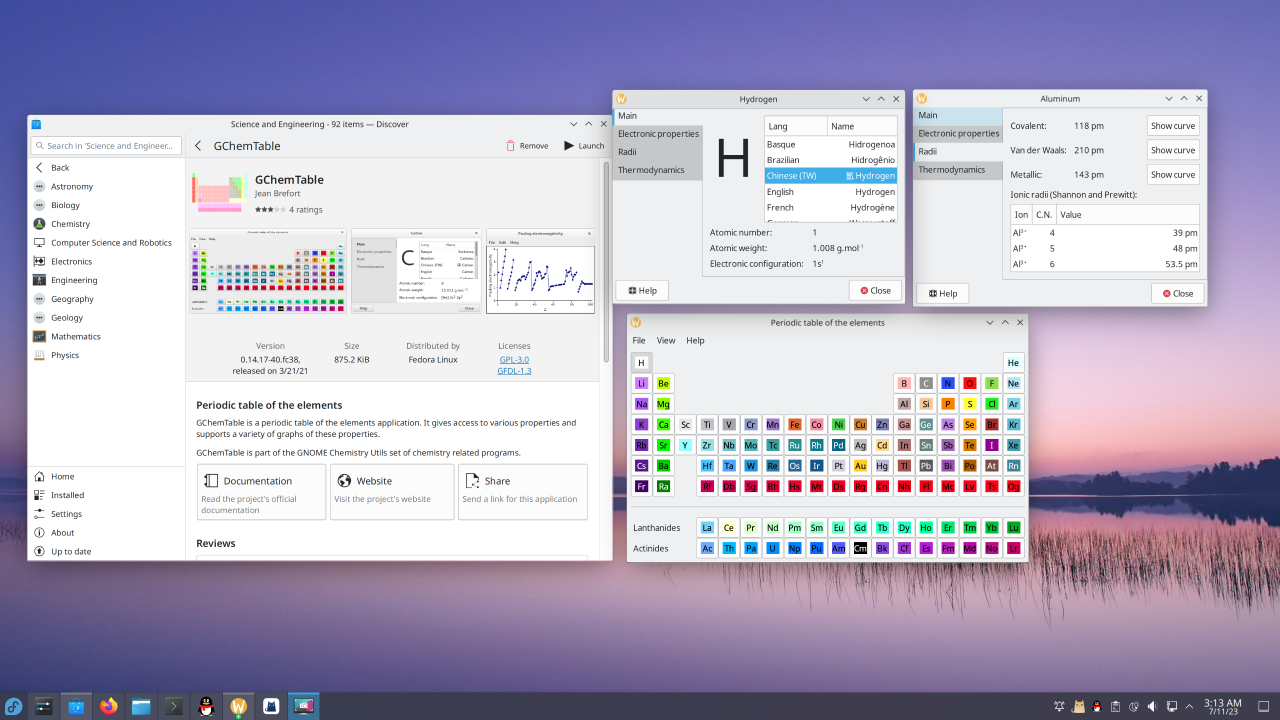 Science and Engineering - 92 items — Discover
Search in 'Science and Engineer...
Back
Astronomy
Biology
Chemistry
Computer Science and Robotics
Electronics
Engineering
Geography
Geology
Mathematics
Physics
Home
Installed
Settings
About
Up to date
GChemTable
Remove
Launch
GChemTable
Jean Brefort
4 ratings
Version
0.14.17-40.fc38,
released on 3/21/21
Size
875.2 KiB
Distributed by
Fedora Linux
Licenses
GPL-3.0
GFDL-1.3
Periodic table of the elements
GChemTable is a periodic table of the elements application. It gives access to various properties and
supports a variety of graphs of these properties.
GChemTable is part of the GNOME Chemistry Utils set of chemistry related programs.
Documentation
Read the project's official
documentation
Website
Visit the project's website
Share
Send a link for this application
Reviews
Hydrogen
Main
Electronic properties
Radii
Thermodynamics
H
Lang Name
Basque Hidrogenoa
Brazilian Hidrogênio
Chinese (TW) 氫 Hydrogen
English Hydrogen
French Hydrogène
Atomic number: 1
Atomic weight: 1.008 g.mol⁻¹
Electronic configuration: 1s¹
Help
Close
Aluminum
Main
Electronic properties
Radii
Thermodynamics
Covalent: 118 pm Show curve
Van der Waals: 210 pm Show curve
Metallic: 143 pm Show curve
Ionic radii (Shannon and Prewitt):
Ion C.N. Value
Al³⁺ 4 39 pm
Al³⁺ 5 48 pm
Al³⁺ 6 53.5 pm
Help
Close
Periodic table of the elements
File View Help
H He
Li Be B C N O F Ne
Na Mg Al Si P S Cl Ar
K Ca Sc Ti V Cr Mn Fe Co Ni Cu Zn Ga Ge As Se Br Kr
Rb Sr Y Zr Nb Mo Tc Ru Rh Pd Ag Cd In Sn Sb Te I Xe
Cs Ba Hf Ta W Re Os Ir Pt Au Hg Tl Pb Bi Po At Rn
Fr Ra Rf Db Sg Bh Hs Mt Ds Rg Cn Nh Fl Mc Lv Ts Og
Lanthanides La Ce Pr Nd Pm Sm Eu Gd Tb Dy Ho Er Tm Yb Lu
Actinides Ac Th Pa U Np Pu Am Cm Bk Cf Es Fm Md No Lr
3:13 AM
7/11/23